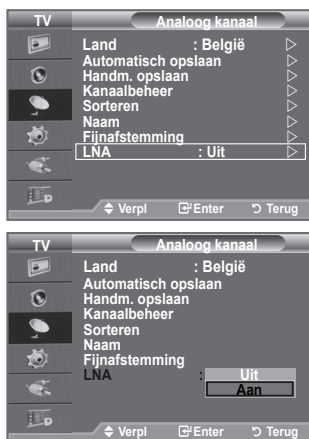 TV Analoog kanaal
Land : België
Automatisch opslaan
Handm. opslaan
Kanaalbeheer
Sorteren
Naam
Fijnafstemming
LNA : Uit
Verpl Enter Terug
TV Analoog kanaal
Land : België
Automatisch opslaan
Handm. opslaan
Kanaalbeheer
Sorteren
Naam
Fijnafstemming
LNA : Uit
Aan
Verpl Enter Terug